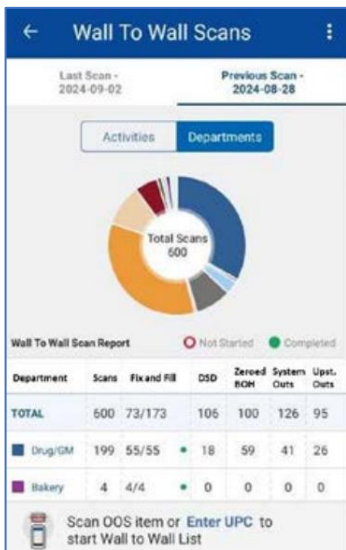 Wall To Wall Scans
Last Scan - Previous Scan -
2024-09-02 2024-08-28
Activities Departments
Total Scans
600
Wall To Wall Scan Report Not Started Completed
Department Scans Fix and Fill DSD Zeroed BOH System Outs Upst. Outs
TOTAL 600 73/173 106 100 126 95
Drug/GM 199 55/55 18 59 41 26
Bakery 4 4/4 0 0 0 0
Scan OOS item or Enter UPC to
start Wall to Wall List